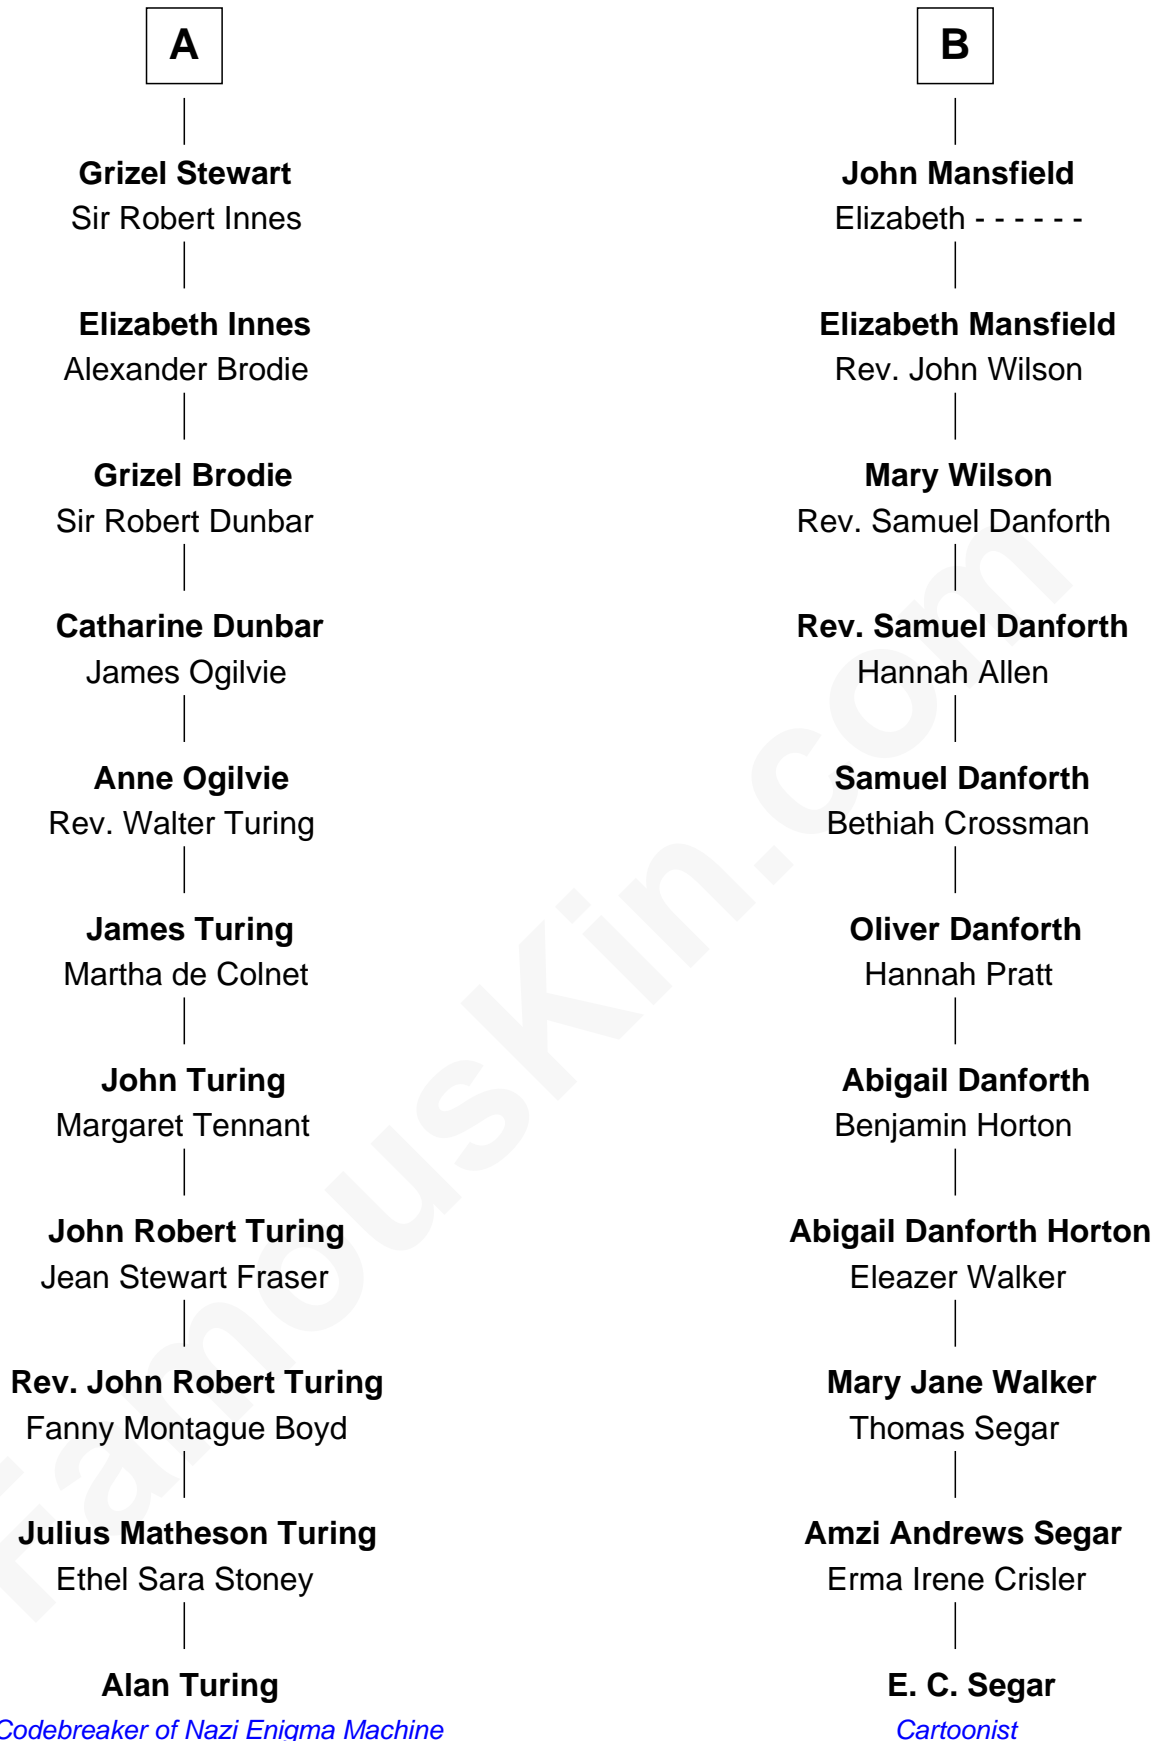 A
Grizel Stewart
Sir Robert Innes
Elizabeth Innes
Alexander Brodie
Grizel Brodie
Sir Robert Dunbar
Catharine Dunbar
James Ogilvie
Anne Ogilvie
Rev. Walter Turing
James Turing
Martha de Colnet
John Turing
Margaret Tennant
John Robert Turing
Jean Stewart Fraser
Rev. John Robert Turing
Fanny Montague Boyd
Julius Matheson Turing
Ethel Sara Stoney
Alan Turing
Codebreaker of Nazi Enigma Machine
B
John Mansfield
Elizabeth - - - - - -
Elizabeth Mansfield
Rev. John Wilson
Mary Wilson
Rev. Samuel Danforth
Rev. Samuel Danforth
Hannah Allen
Samuel Danforth
Bethiah Crossman
Oliver Danforth
Hannah Pratt
Abigail Danforth
Benjamin Horton
Abigail Danforth Horton
Eleazer Walker
Mary Jane Walker
Thomas Segar
Amzi Andrews Segar
Erma Irene Crisler
E. C. Segar
Cartoonist
FamousKin.com